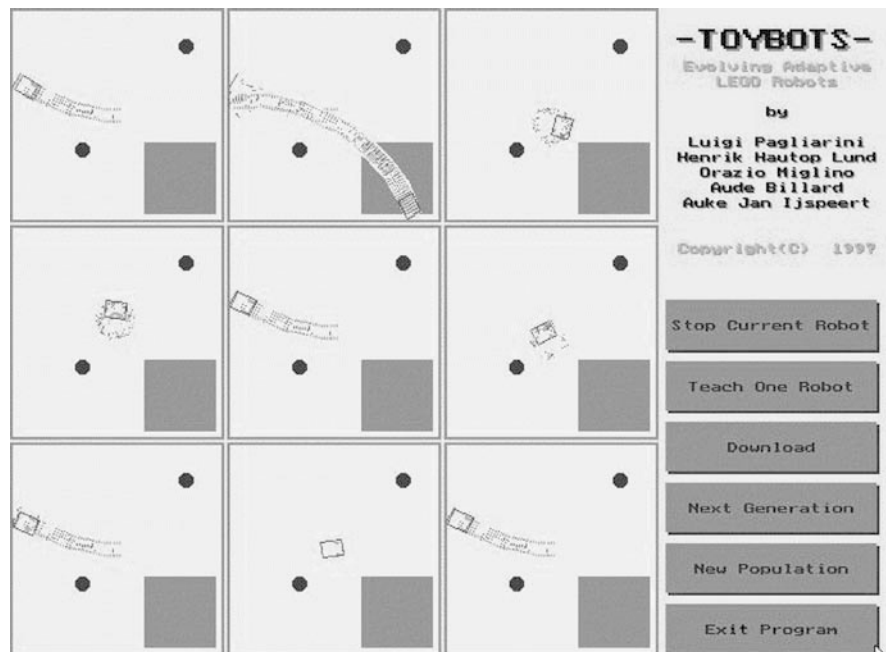 -TOYBOTS-
Evolving Adaptive
LEGO Robots
by
Luigi Pagliarini
Henrik Hautop Lund
Orazio Miglino
Aude Billard
Auke Jan Ijspeert
Copyright(C) 1997
Stop Current Robot
Teach One Robot
Download
Next Generation
New Population
Exit Program